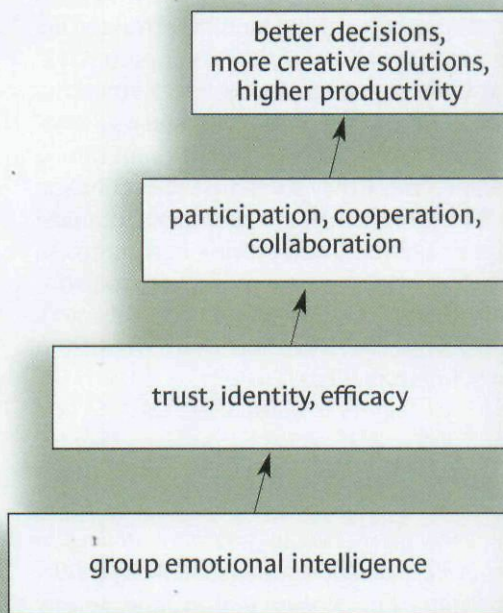 better decisions,
more creative solutions,
higher productivity
participation, cooperation,
collaboration
trust, identity, efficacy
group emotional intelligence